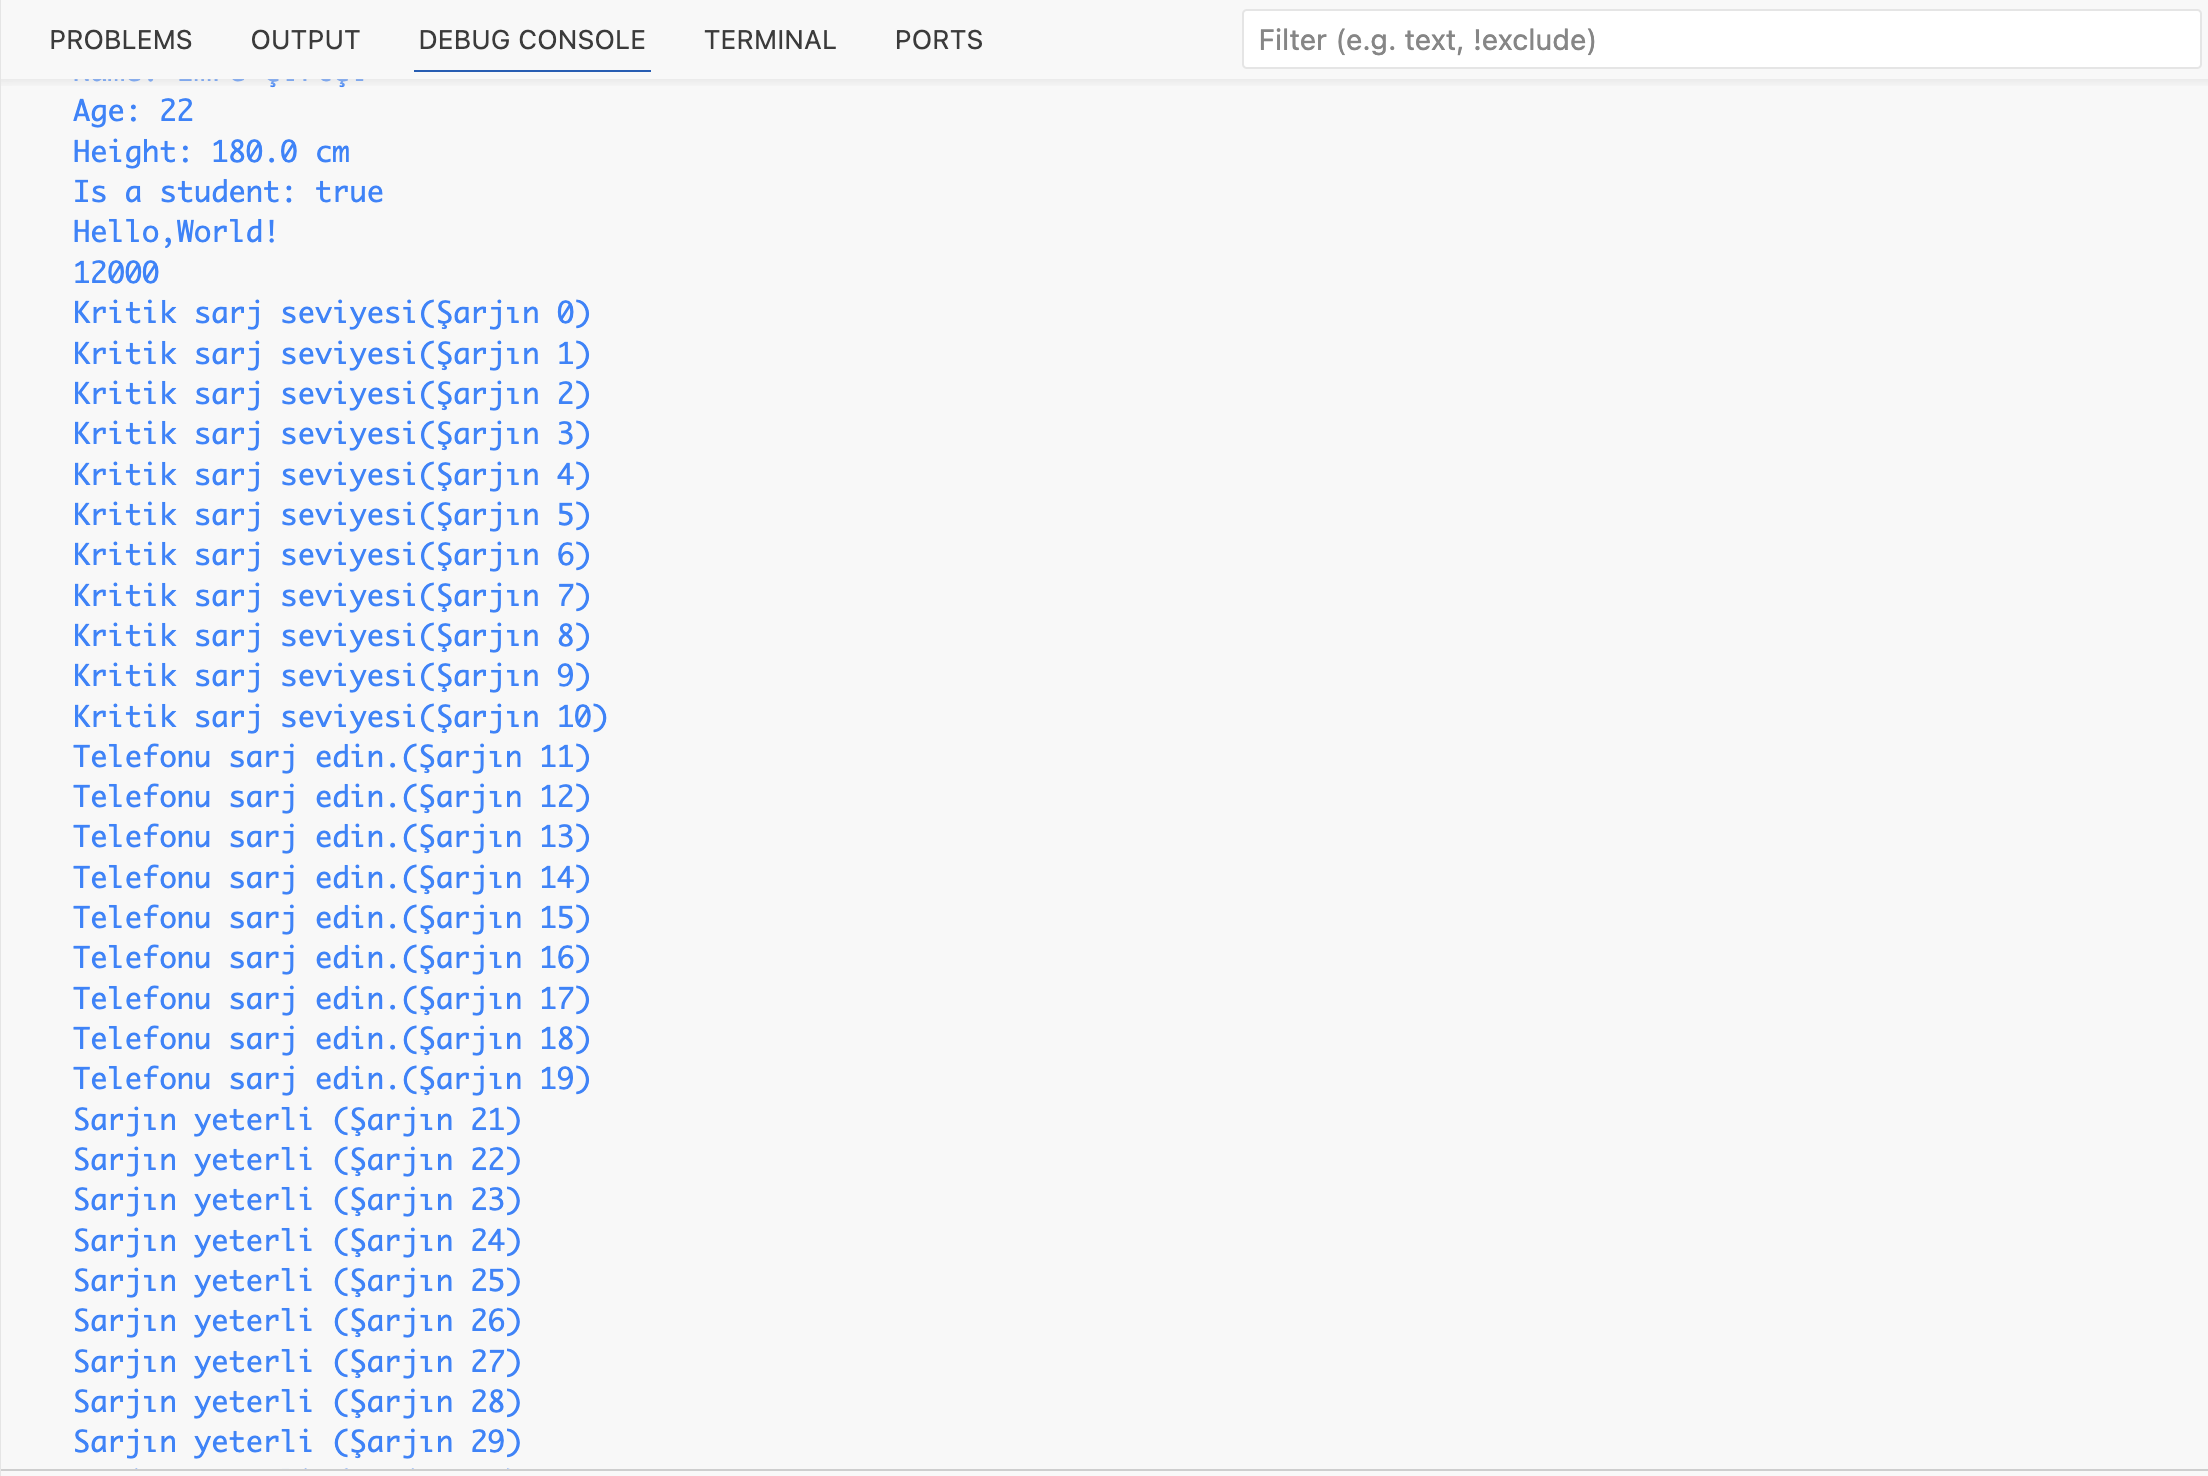 PROBLEMS OUTPUT DEBUG CONSOLE TERMINAL PORTS Filter (e.g. text, !exclude)
Age: 22
Height: 180.0 cm
Is a student: true
Hello,World!
12000
Kritik sarj seviyesi(Şarjın 0)
Kritik sarj seviyesi(Şarjın 1)
Kritik sarj seviyesi(Şarjın 2)
Kritik sarj seviyesi(Şarjın 3)
Kritik sarj seviyesi(Şarjın 4)
Kritik sarj seviyesi(Şarjın 5)
Kritik sarj seviyesi(Şarjın 6)
Kritik sarj seviyesi(Şarjın 7)
Kritik sarj seviyesi(Şarjın 8)
Kritik sarj seviyesi(Şarjın 9)
Kritik sarj seviyesi(Şarjın 10)
Telefonu sarj edin.(Şarjın 11)
Telefonu sarj edin.(Şarjın 12)
Telefonu sarj edin.(Şarjın 13)
Telefonu sarj edin.(Şarjın 14)
Telefonu sarj edin.(Şarjın 15)
Telefonu sarj edin.(Şarjın 16)
Telefonu sarj edin.(Şarjın 17)
Telefonu sarj edin.(Şarjın 18)
Telefonu sarj edin.(Şarjın 19)
Sarjın yeterli (Şarjın 21)
Sarjın yeterli (Şarjın 22)
Sarjın yeterli (Şarjın 23)
Sarjın yeterli (Şarjın 24)
Sarjın yeterli (Şarjın 25)
Sarjın yeterli (Şarjın 26)
Sarjın yeterli (Şarjın 27)
Sarjın yeterli (Şarjın 28)
Sarjın yeterli (Şarjın 29)